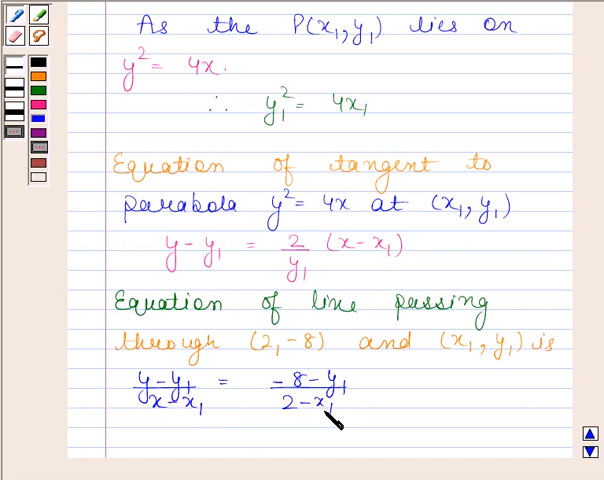 As the P(x₁, y₁) lies on
y² = 4x.
∴ y₁² = 4x₁
Equation of tangent to
parabola y² = 4x at (x₁, y₁)
y - y₁ = 2/y₁ (x - x₁)
Equation of line passing
through (2, -8) and (x₁, y₁) is
y - y₁/x - x₁ = -8 - y₁/2 - x₁